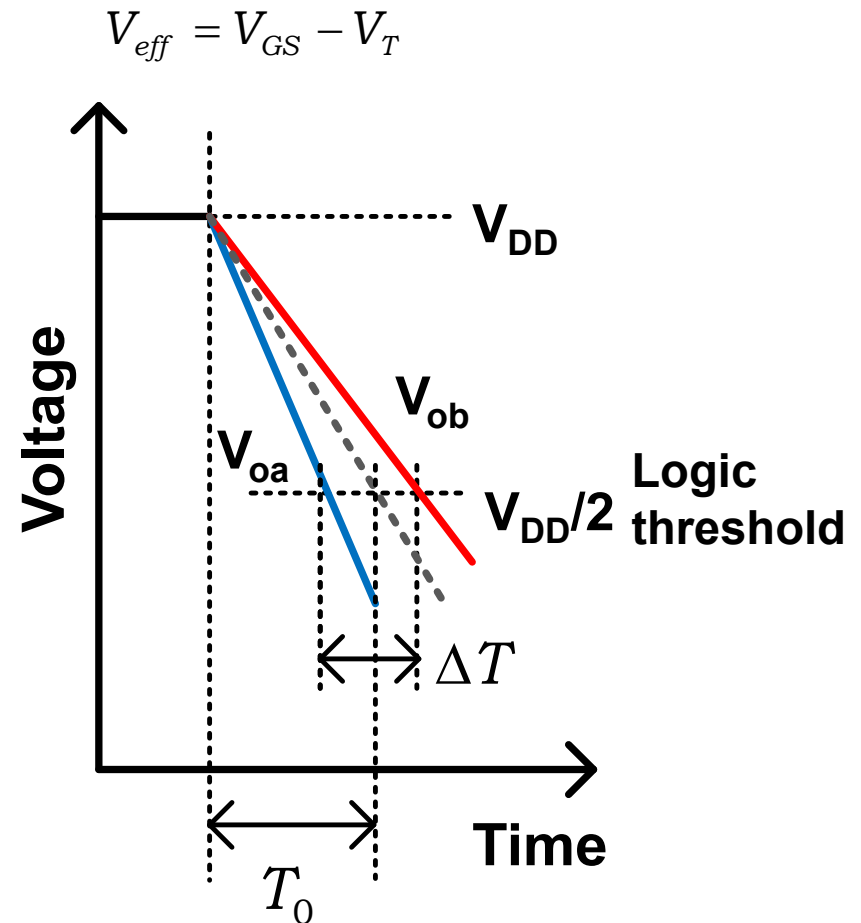 V_eff = V_GS − V_T
V_DD
Voltage
V_ob
V_oa
V_DD/2 Logic threshold
ΔT
Time
T_0